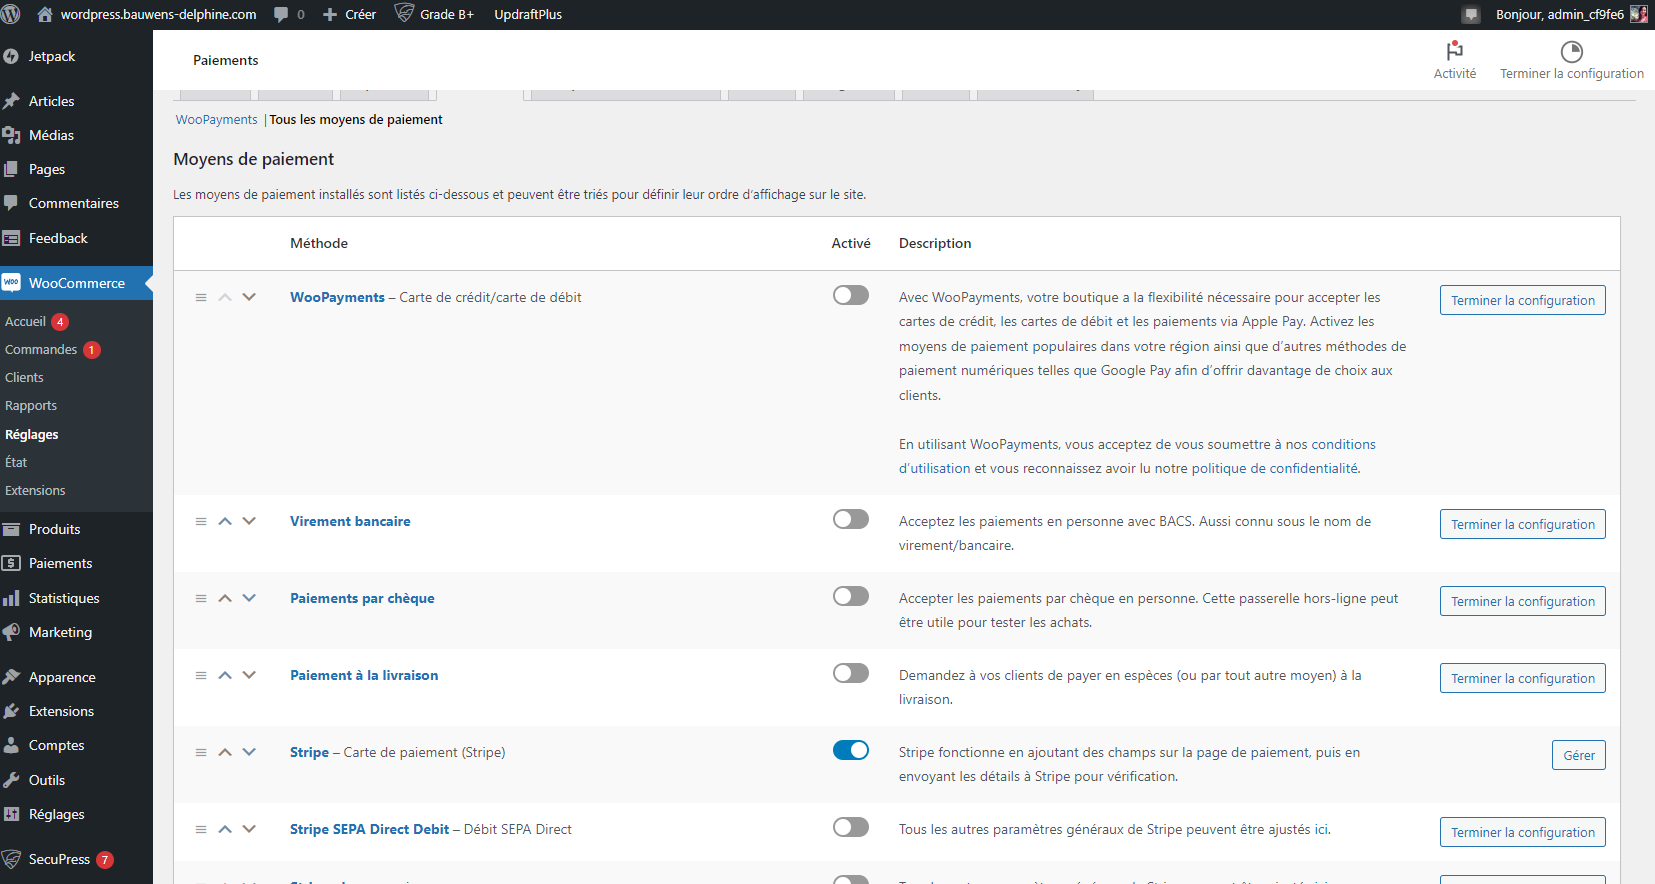 wordpress.bauwens-delphine.com 0 Créer Grade B+ UpdraftPlus Bonjour, admin_cf9fe6
Jetpack
Articles
Médias
Pages
Commentaires
Feedback
woo WooCommerce
Accueil 4
Commandes 1
Clients
Rapports
Réglages
État
Extensions
Produits
Paiements
Statistiques
Marketing
Apparence
Extensions
Comptes
Outils
Réglages
SecuPress 7
Paiements
Activité
Terminer la configuration
WooPayments | Tous les moyens de paiement
Moyens de paiement
Les moyens de paiement installés sont listés ci-dessous et peuvent être triés pour définir leur ordre d’affichage sur le site.
Méthode Activé Description
WooPayments – Carte de crédit/carte de débit
Avec WooPayments, votre boutique a la flexibilité nécessaire pour accepter les
cartes de crédit, les cartes de débit et les paiements via Apple Pay. Activez les
moyens de paiement populaires dans votre région ainsi que d’autres méthodes de
paiement numériques telles que Google Pay afin d’offrir davantage de choix aux
clients.
En utilisant WooPayments, vous acceptez de vous soumettre à nos conditions
d’utilisation et vous reconnaissez avoir lu notre politique de confidentialité.
Terminer la configuration
Virement bancaire
Acceptez les paiements en personne avec BACS. Aussi connu sous le nom de
virement/bancaire.
Terminer la configuration
Paiements par chèque
Accepter les paiements par chèque en personne. Cette passerelle hors-ligne peut
être utile pour tester les achats.
Terminer la configuration
Paiement à la livraison
Demandez à vos clients de payer en espèces (ou par tout autre moyen) à la
livraison.
Terminer la configuration
Stripe – Carte de paiement (Stripe)
Stripe fonctionne en ajoutant des champs sur la page de paiement, puis en
envoyant les détails à Stripe pour vérification.
Gérer
Stripe SEPA Direct Debit – Débit SEPA Direct
Tous les autres paramètres généraux de Stripe peuvent être ajustés ici.
Terminer la configuration